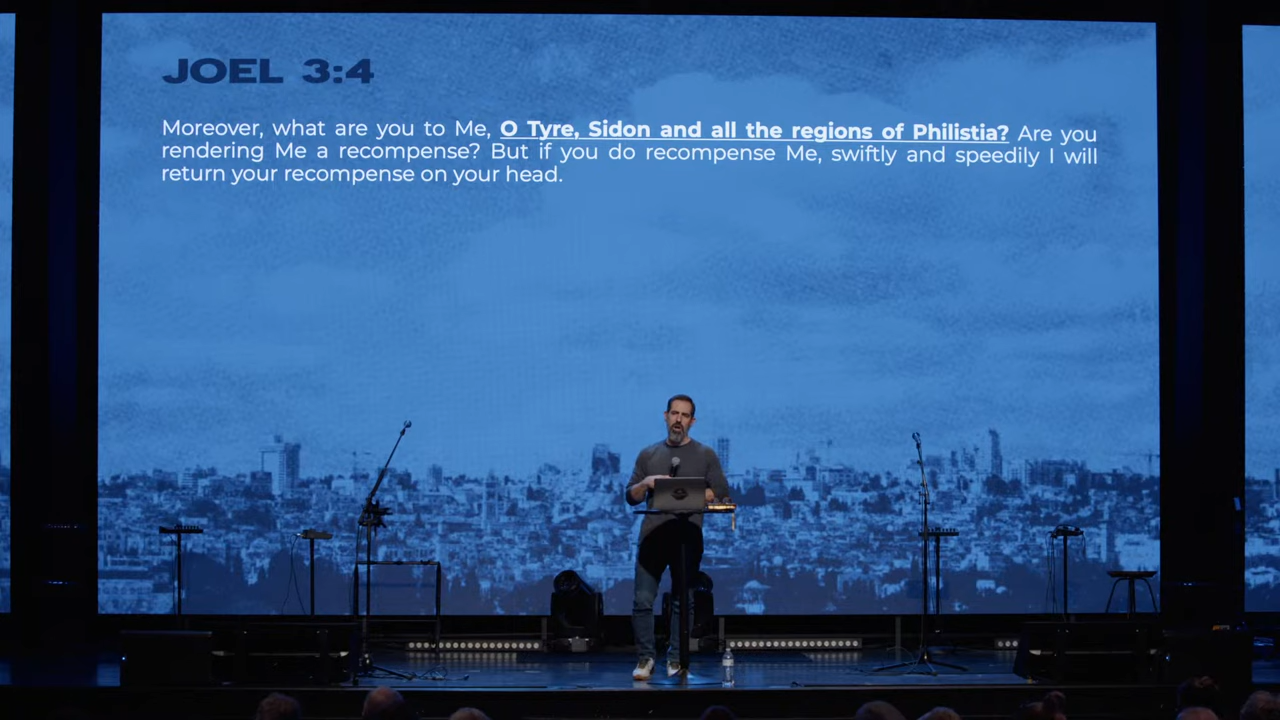 JOEL 3:4
Moreover, what are you to Me, O Tyre, Sidon and all the regions of Philistia? Are you
rendering Me a recompense? But if you do recompense Me, swiftly and speedily I will
return your recompense on your head.